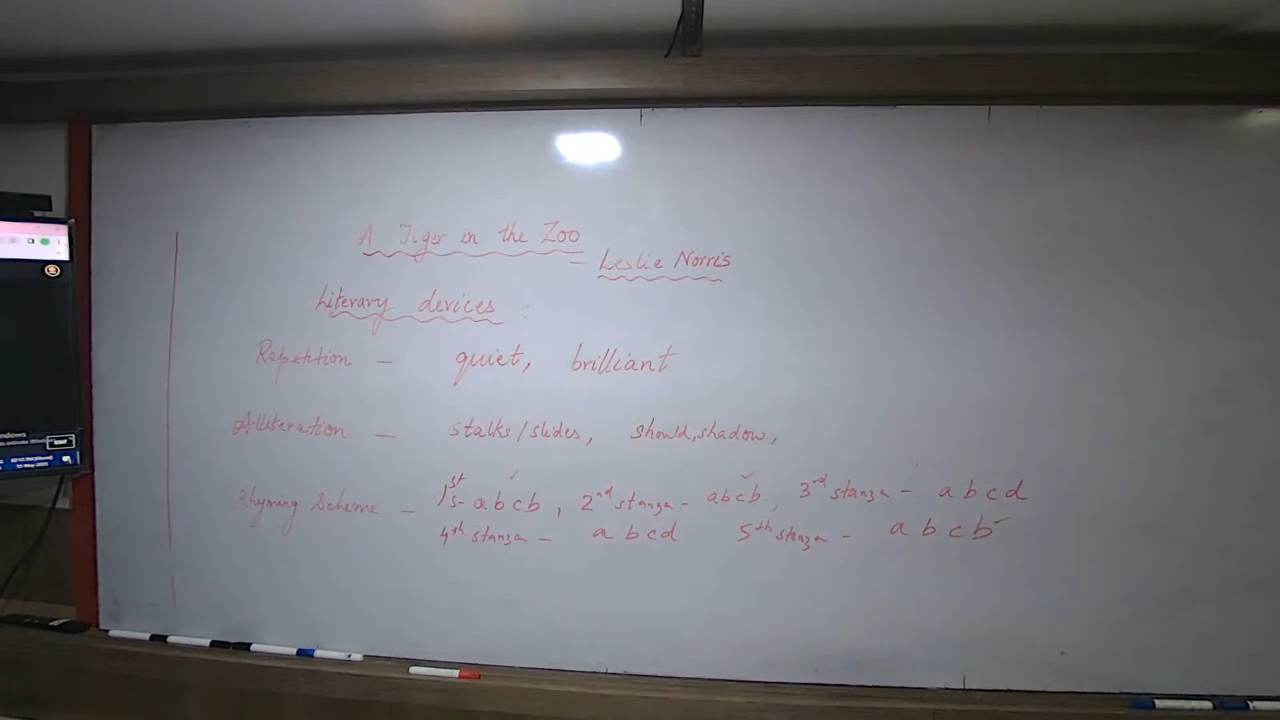 A Tiger in the Zoo
- Leslie Norris
Literary devices :
Repetition - quiet, brilliant
Alliteration - stalks/slides, should, shadow,
Rhyming Scheme - 1st s- abcb, 2nd stanza - abcb, 3rd stanza - abcd
4th stanza - abcd 5th stanza - abcb